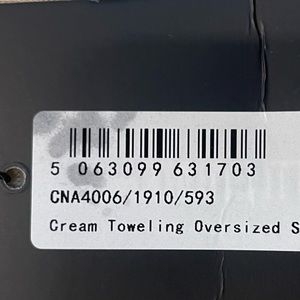 5 063099 631703
CNA4006/1910/593
Cream Toweling Oversized S